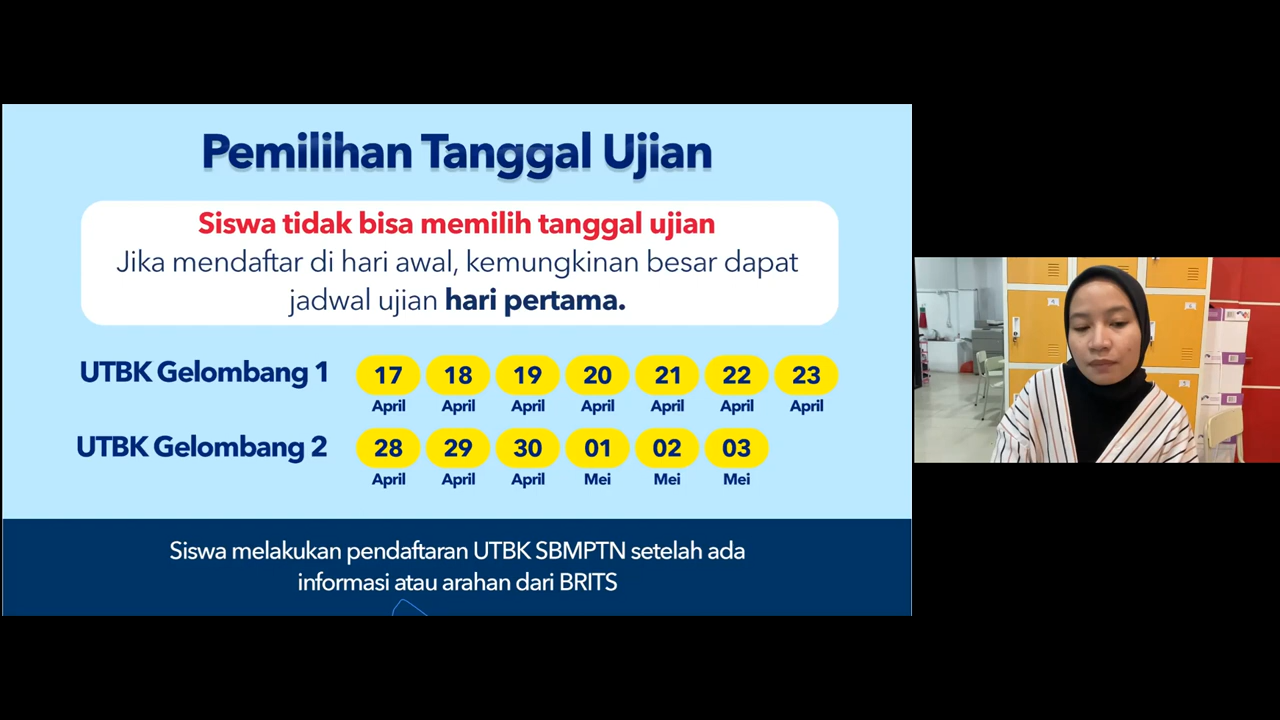 Pemilihan Tanggal Ujian
Siswa tidak bisa memilih tanggal ujian
Jika mendaftar di hari awal, kemungkinan besar dapat
jadwal ujian hari pertama.
UTBK Gelombang 1
17 18 19 20 21 22 23
April April April April April April April
UTBK Gelombang 2
28 29 30 01 02 03
April April April Mei Mei Mei
Siswa melakukan pendaftaran UTBK SBMPTN setelah ada
informasi atau arahan dari BRITS